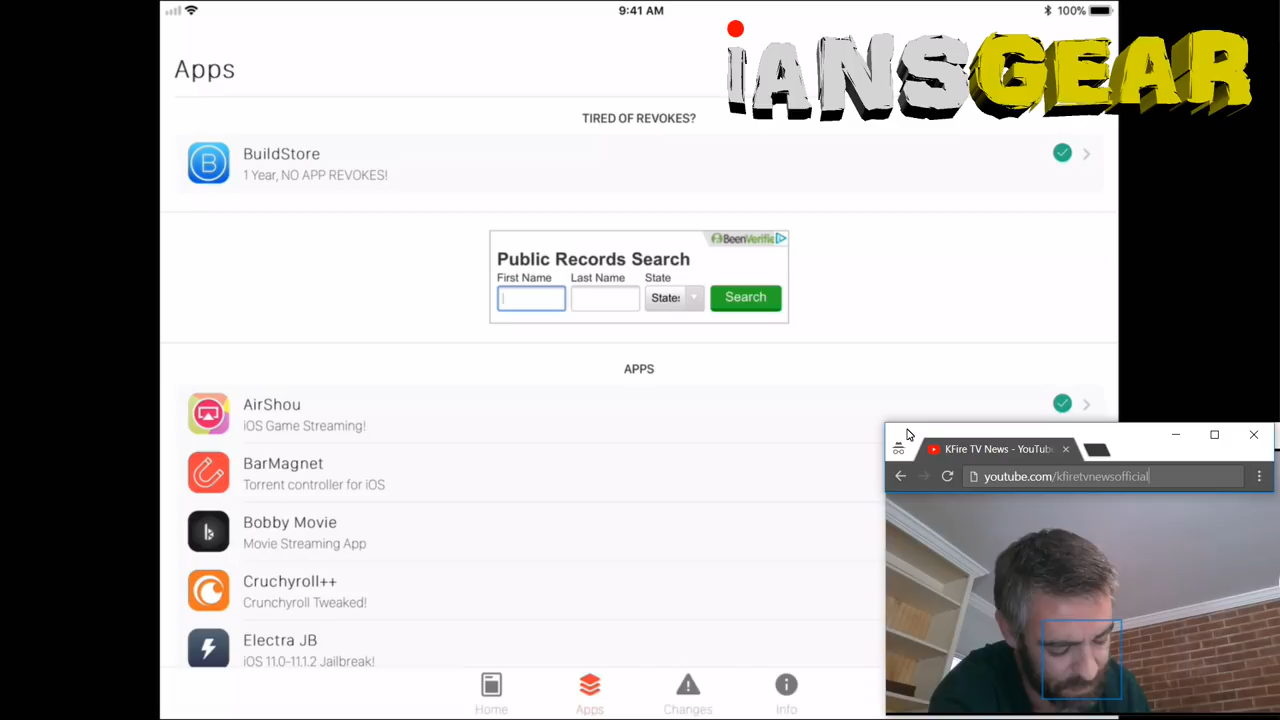 9:41 AM
100%
iANSGEAR
Apps
TIRED OF REVOKES?
BuildStore
1 Year, NO APP REVOKES!
BeenVerifie
Public Records Search
First Name Last Name State
States Search
APPS
AirShou
iOS Game Streaming!
BarMagnet
Torrent controller for iOS
Bobby Movie
Movie Streaming App
Cruchyroll++
Crunchyroll Tweaked!
Electra JB
iOS 11.0-11.1.2 Jailbreak!
Home Apps Changes Info
KFire TV News - YouTub
youtube.com/kfiretvnewsofficial